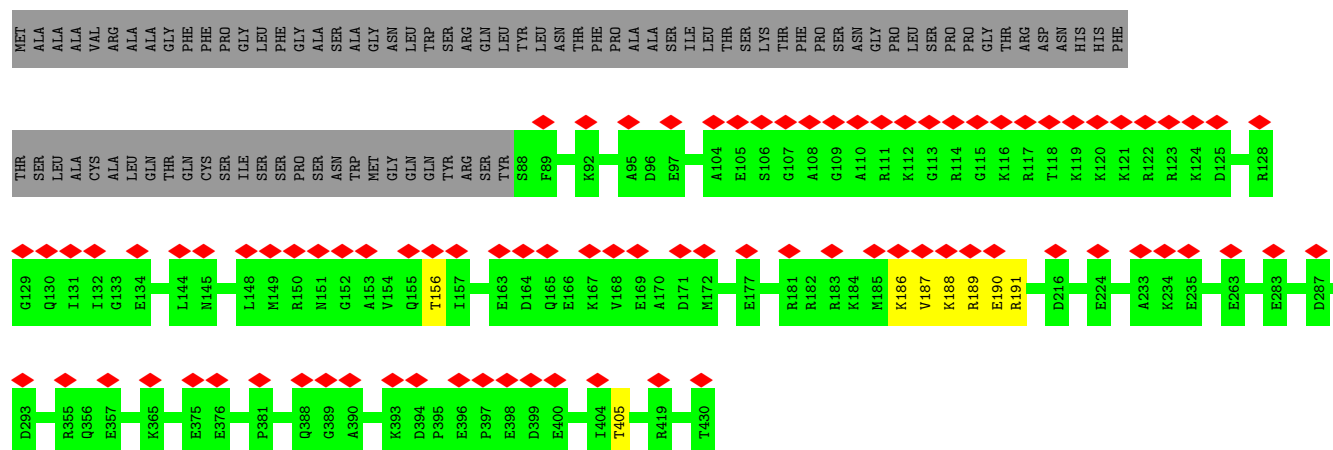 MET ALA ALA ALA ALA VAL ARG ALA ALA GLY PHE PHE PRO GLY LEU PHE GLY ALA SER ALA GLY ASN LEU TRP SER ARG GLN LEU TYR LEU ASN THR PHE PRO ALA ALA SER ILE LEU THR SER LYS THR PHE PRO SER ASN GLY PRO LEU SER PRO PRO GLY THR ARG ASP ASN HIS HIS PHE
THR SER LEU ALA CYS ALA LEU GLN THR GLN CYS SER ILE SER SER PRO SER ASN TRP MET GLY GLN GLN TYR ARG SER TYR S88 F89 K92 A95 D96 E97 A104 E105 S106 G107 A108 G109 A110 R111 K112 G113 R114 G115 K116 R117 T118 K119 K120 K121 R122 R123 K124 D125 R128
G129 Q130 I131 I132 G133 E134 L144 N145 L148 M149 R150 N151 G152 A153 V154 Q155 T156 I157 E163 D164 Q165 E166 K167 V168 E169 A170 D171 M172 E177 R181 R182 R183 K184 M185 K186 V187 K188 R189 E190 R191 D216 E224 A233 K234 E235 E263 E283 D287
D293 R355 Q356 E357 K365 E375 E376 P381 Q388 G389 A390 K393 D394 P395 E396 P397 E398 D399 E400 I404 T405 R419 T430